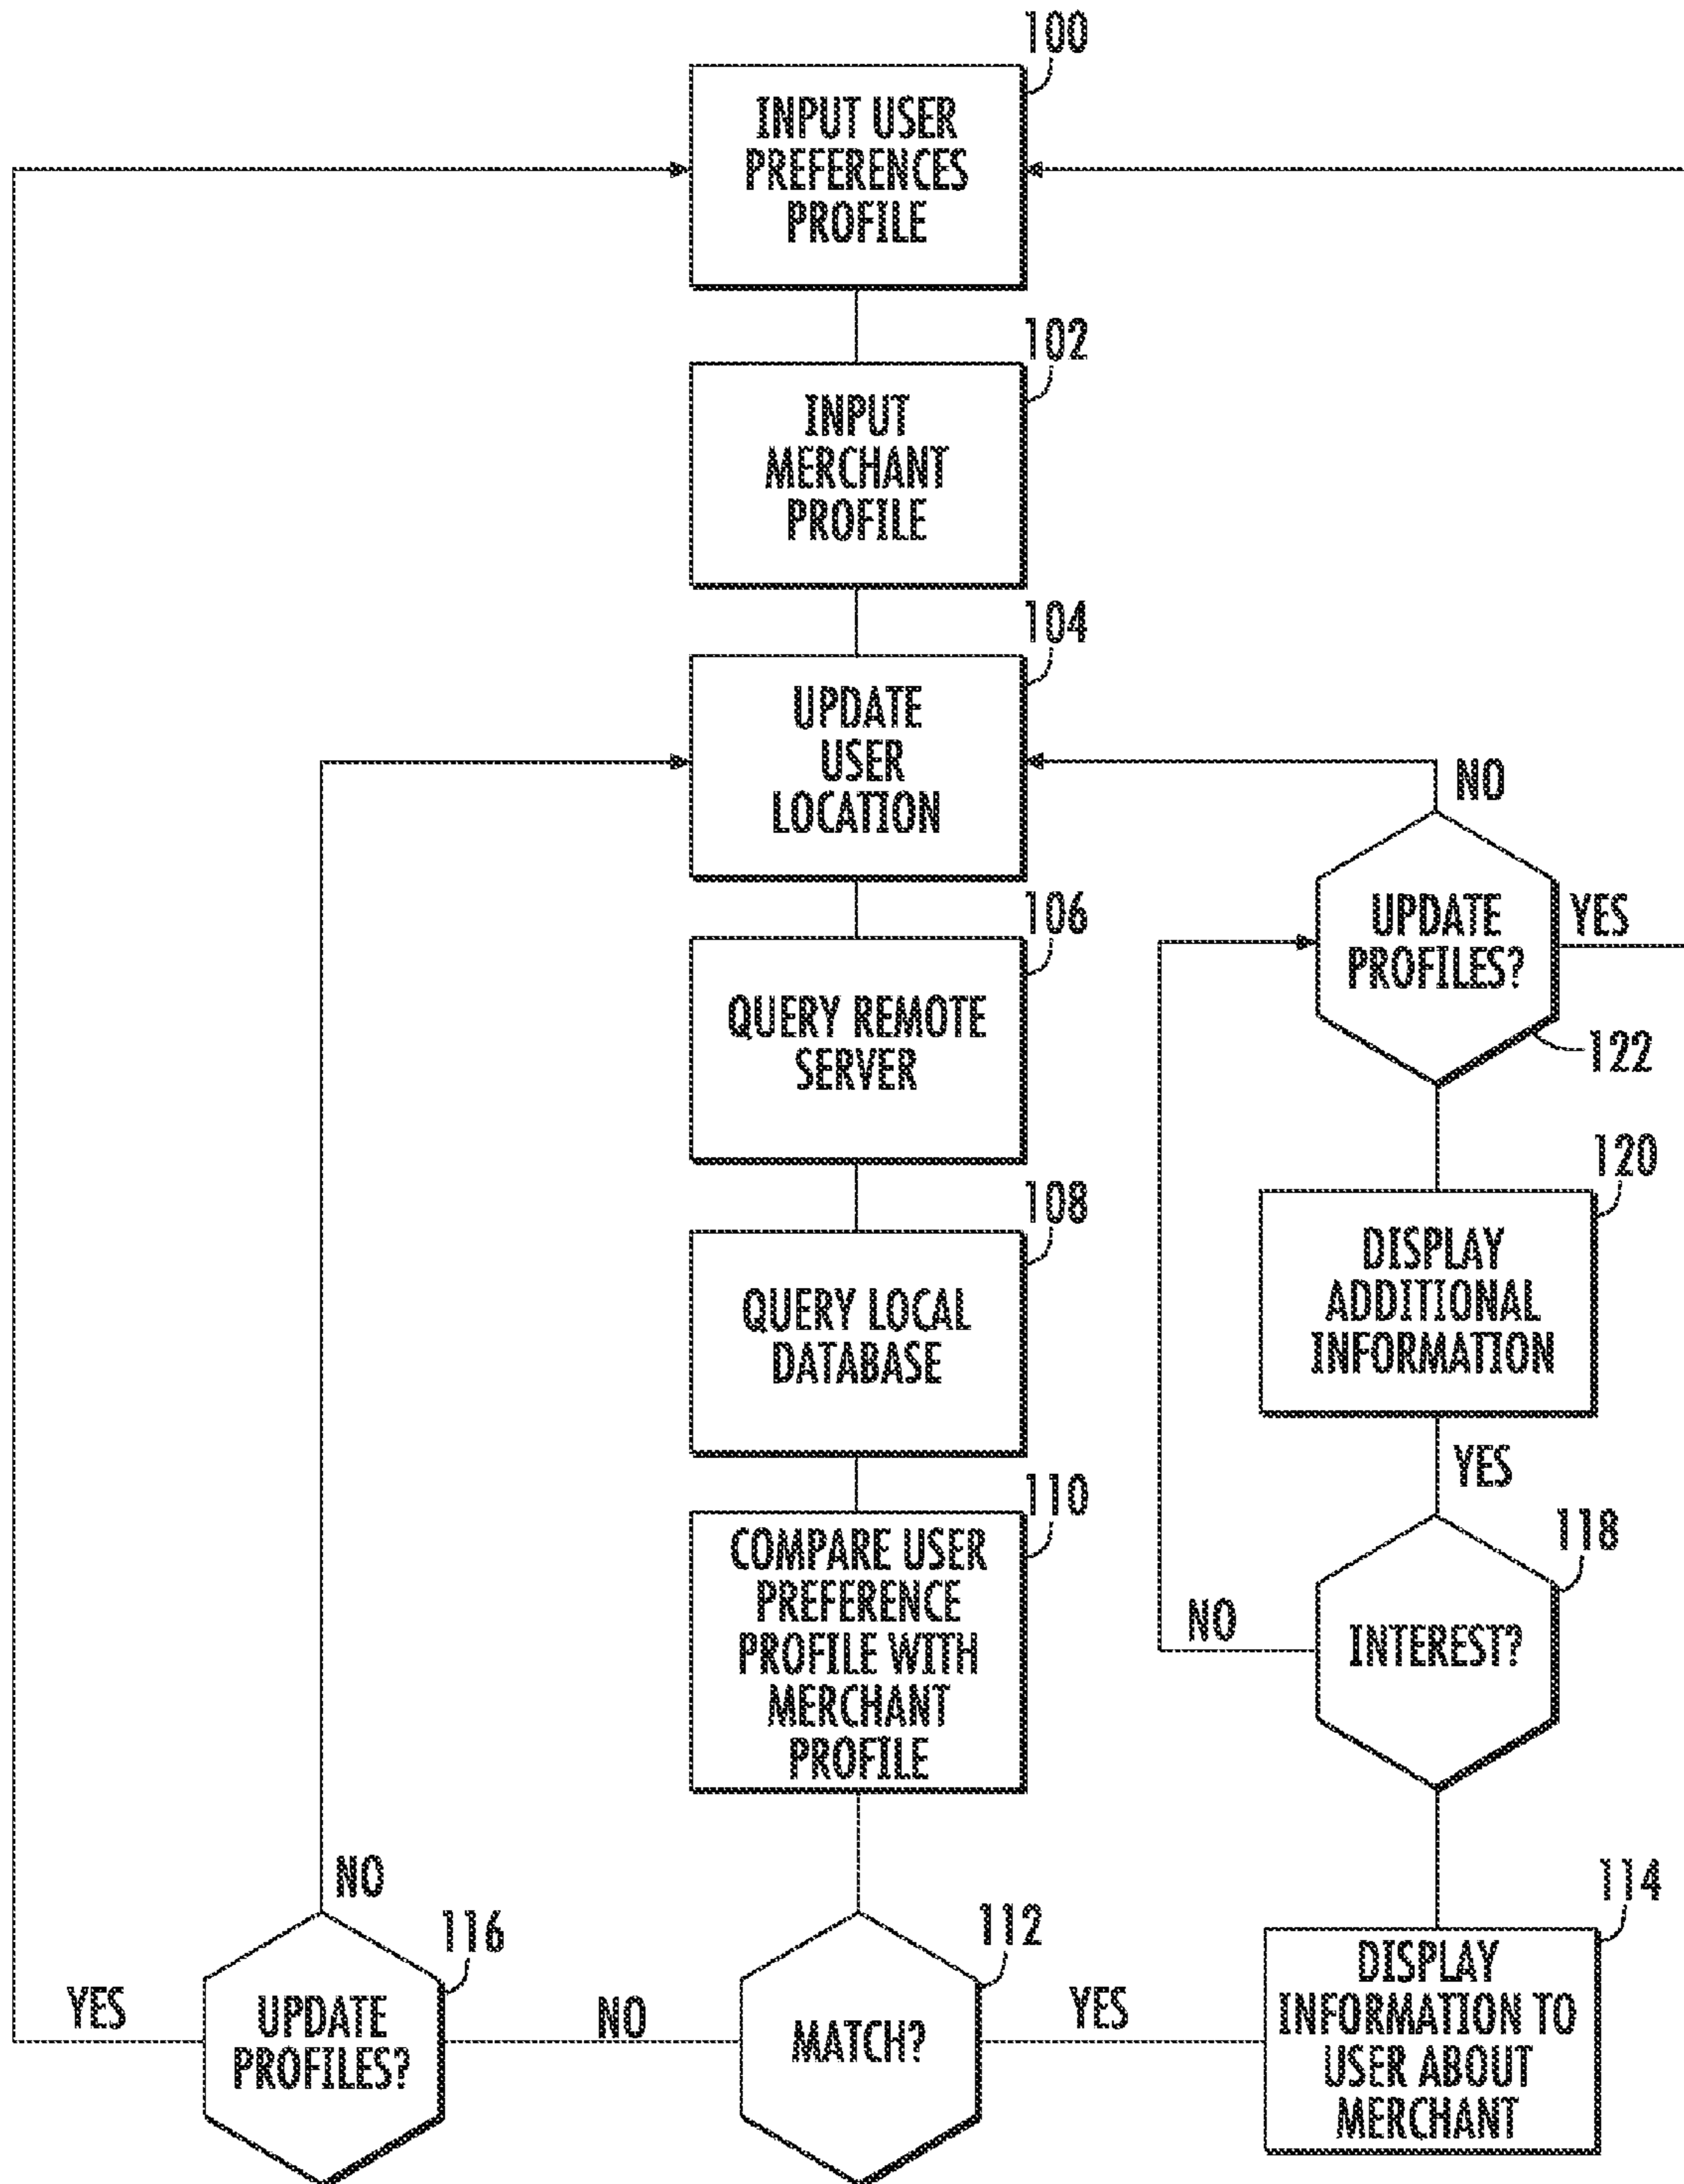 100
INPUT USER
PREFERENCES
PROFILE
102
INPUT
MERCHANT
PROFILE
104
UPDATE
USER
LOCATION
106
QUERY REMOTE
SERVER
108
QUERY LOCAL
DATABASE
110
COMPARE USER
PREFERENCE
PROFILE WITH
MERCHANT
PROFILE
112
MATCH?
NO
116
UPDATE
PROFILES?
NO
YES
YES
114
DISPLAY
INFORMATION TO
USER ABOUT
MERCHANT
118
INTEREST?
NO
YES
120
DISPLAY
ADDITIONAL
INFORMATION
122
UPDATE
PROFILES?
NO
YES